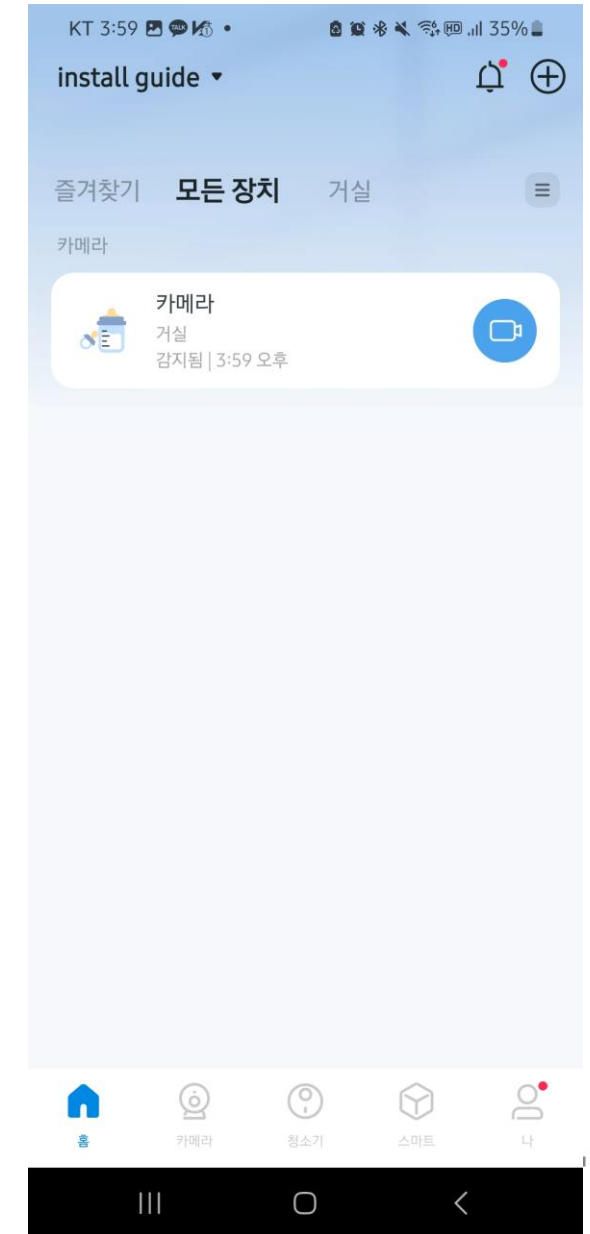 KT 3:59 TALK HD 35%
install guide
즐겨찾기 모든 장치 거실
카메라
카메라
거실
감지됨 | 3:59 오후
홈 카메라 청소기 스마트 나